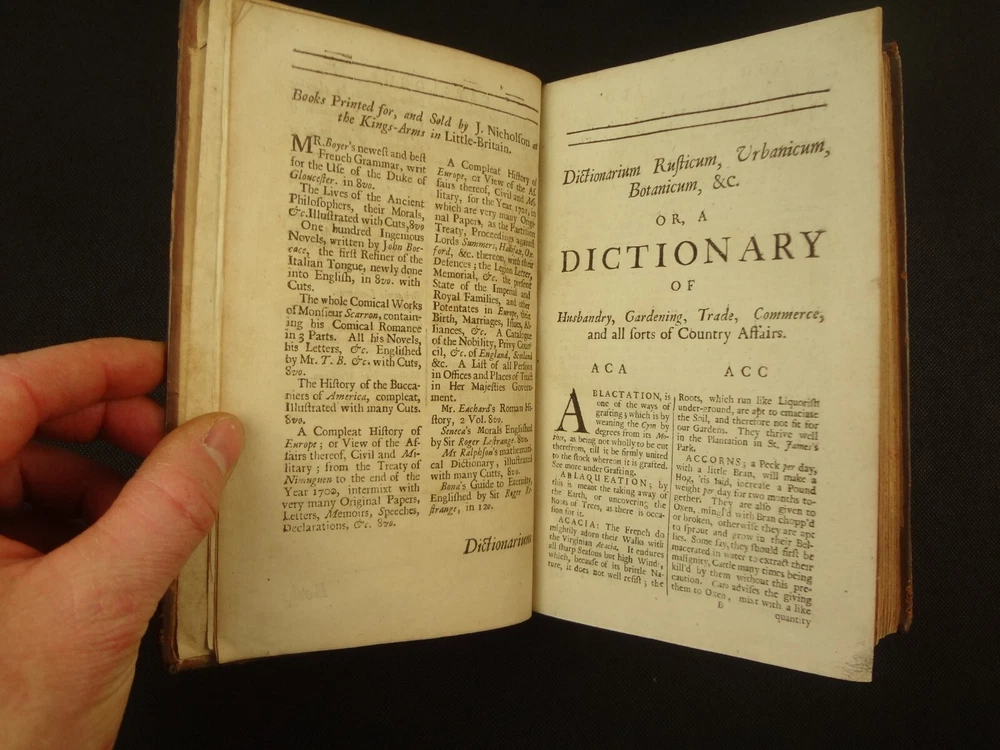 Books Printed for, and Sold by J. Nicholson at
the Kings-Arms in Little-Britain.
MR. Boyer's newest and best
French Grammar, writ
for the Use of the Duke of
Gloucester. in 8vo.
The Lives of the Ancient
Philosophers, their Morals,
&c. Illustrated with Cuts, 8vo
One hundred Ingenious
Novels, written by John Boc-
cace, the first Refiner of the
Italian Tongue, newly done
into English, in 8vo. with
Cuts.
The whole Comical Works
of Monsieur Scarron, contain-
ing his Comical Romance
in 3 Parts. All his Novels,
his Letters, &c. Englished
by Mr. T. B. &c. with Cuts,
8vo.
The History of the Bucca-
niers of America, compleat,
Illustrated with many Cuts.
8vo.
A Compleat History of
Europe; or View of the Af-
fairs thereof, Civil and Mi-
litary; from the Treaty of
Nimeguen to the end of the
Year 1700, intermixt with
very many Original Papers,
Letters, Memoirs, Speeches,
Declarations, &c. 8vo.
A Compleat History of
Europe, or View of the Af-
fairs thereof, Civil and Mi-
litary, for the Year 1701, in
which are very many Origi-
nal Papers, as the Partition
Treaty, Proceedings against
Lords Summers, Halifax, Or-
ford, &c. thereon, with their
Defences; the Legion Letter,
Memorial, &c. the present
State of the Imperial and
Royal Families, and other
Potentates in Europe, their
Birth, Marriages, Issues, Al-
liances, &c. A Catalogue
of the Nobility, Privy Coun-
cil, &c. of England, Scotland
&c. A List of all Persons
in Offices and Places of Trust
in Her Majesties Govern-
ment.
Mr. Eachard's Roman Hi-
story, 2 Vol. 8vo.
Seneca's Morals Englished
by Sir Roger Lestrange. 8vo.
Mr Ralphson's mathemati-
cal Dictionary, illustrated
with many Cutts, 8vo.
Bona's Guide to Eternity,
Englished by Sir Roger Le-
strange, in 12o.
Dictionarium
Dictionarium Rusticum, Urbanicum,
Botanicum, &c.
OR, A
DICTIONARY
OF
Husbandry, Gardening, Trade, Commerce,
and all sorts of Country Affairs.
ACA ACC
ABLACTATION, is
one of the ways of
grafting; which is by
weaning the Cyon by
degrees from its Mo-
ther, as being not wholly to be cut
therefrom, till it be firmly united
to the stock whereon it is grafted.
See more under Grafting.
ABLAQUEATION; by
this is meant the taking away of
the Earth, or uncovering the
Roots of Trees, as there is occa-
sion for it.
ACACIA: The French do
mightily adorn their Walks with
the Virginian Acacia. It endures
all sharp Seasons but high Winds,
which, because of its brittle Na-
ture, it does not well resist; the
Roots, which run like Liquorish
under-ground, are apt to emaciate
the Soil, and therefore not fit for
our Gardens. They thrive well
in the Plantation in St. James's
Park.
ACCORNS; a Peck per day,
with a little Bran, will make a
Hog, 'tis said, increase a Pound
weight per day for two months to-
gether. They are also given to
Oxen, mingl'd with Bran chopp'd
or broken, otherwise they are apt
to sprout and grow in their Bel-
lies. Some say, they should first be
macerated in water to extract their
malignity, Cattle many times being
kill'd by them without this pre-
caution. Cato advises the giving
them to Oxen, mixt with a like
B
quantity